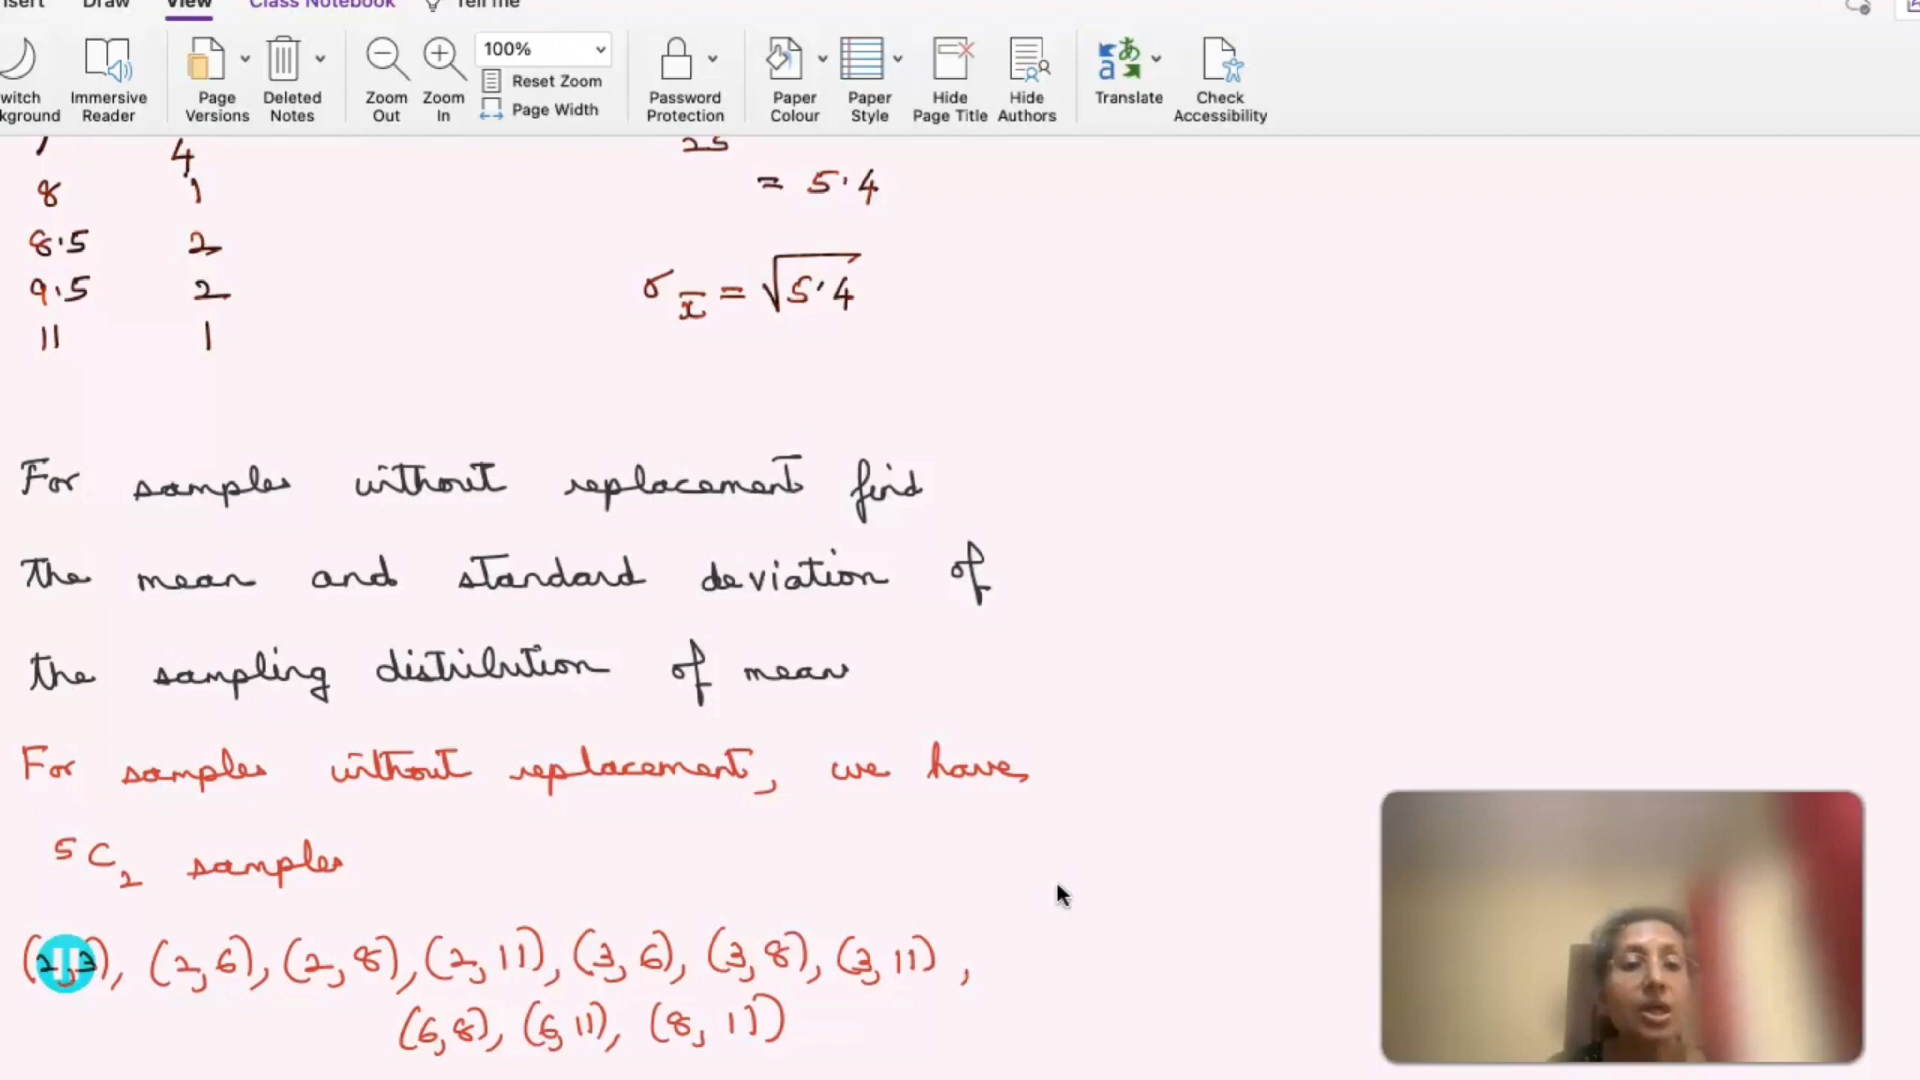 Draw View Class Notebook Tell me
100%
Reset Zoom
Page Width
Immersive Reader
Page Versions
Deleted Notes
Zoom Out
Zoom In
Password Protection
Paper Colour
Paper Style
Hide Page Title
Hide Authors
Translate
Check Accessibility
4
8 1
8.5 2
9.5 2
11 1
25
= 5.4
σx̅ = √5.4
For samples without replacement find
the mean and standard deviation of
the sampling distribution of mean
For samples without replacement, we have
⁵C₂ samples
(2,3), (2,6), (2,8), (2,11), (3,6), (3,8), (3,11),
(6,8), (6,11), (8,11)